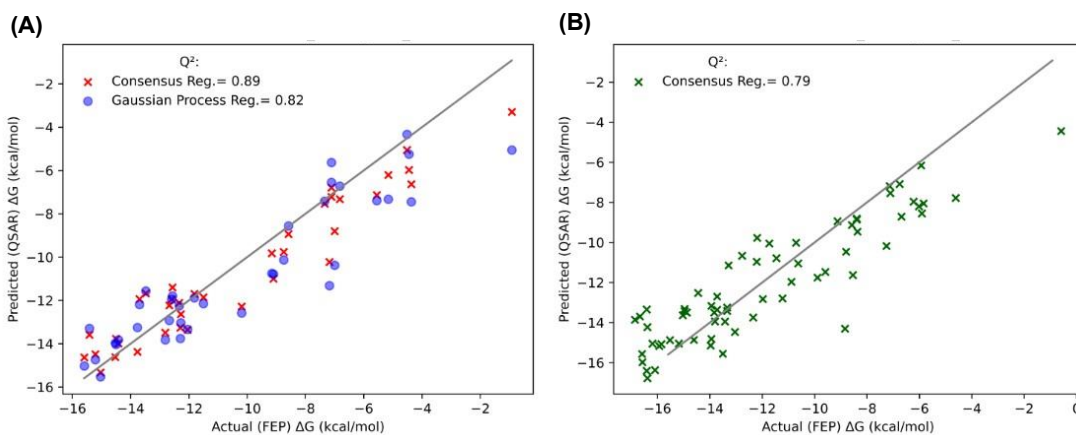 (A)
Q²:
Consensus Reg.= 0.89
Gaussian Process Reg.= 0.82
Predicted (QSAR) ΔG (kcal/mol)
−2
−4
−6
−8
−10
−12
−14
−16
−16 −14 −12 −10 −8 −6 −4 −2
Actual (FEP) ΔG (kcal/mol)
(B)
Q²:
Consensus Reg.= 0.79
Predicted (QSAR) ΔG (kcal/mol)
−2
−4
−6
−8
−10
−12
−14
−16
−16 −14 −12 −10 −8 −6 −4 −2 0
Actual (FEP) ΔG (kcal/mol)